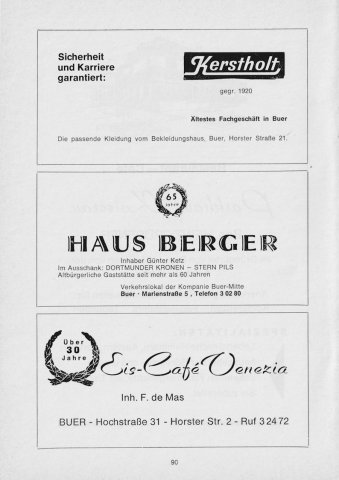 Sicherheit
und Karriere
garantiert:
Kerstholt
gegr. 1920
Ältestes Fachgeschäft in Buer
Die passende Kleidung vom Bekleidungshaus, Buer, Horster Straße 21.
65
Jahre
HAUS BERGER
Inhaber Günter Ketz
Im Ausschank: DORTMUNDER KRONEN – STERN PILS
Altbürgerliche Gaststätte seit mehr als 60 Jahren
Verkehrslokal der Kompanie Buer-Mitte
Buer · Marienstraße 5 , Telefon 3 02 80
Über
30
Jahre
Eis-Café Venezia
Inh. F. de Mas
BUER - Hochstraße 31 - Horster Str. 2 - Ruf 3 24 72
90